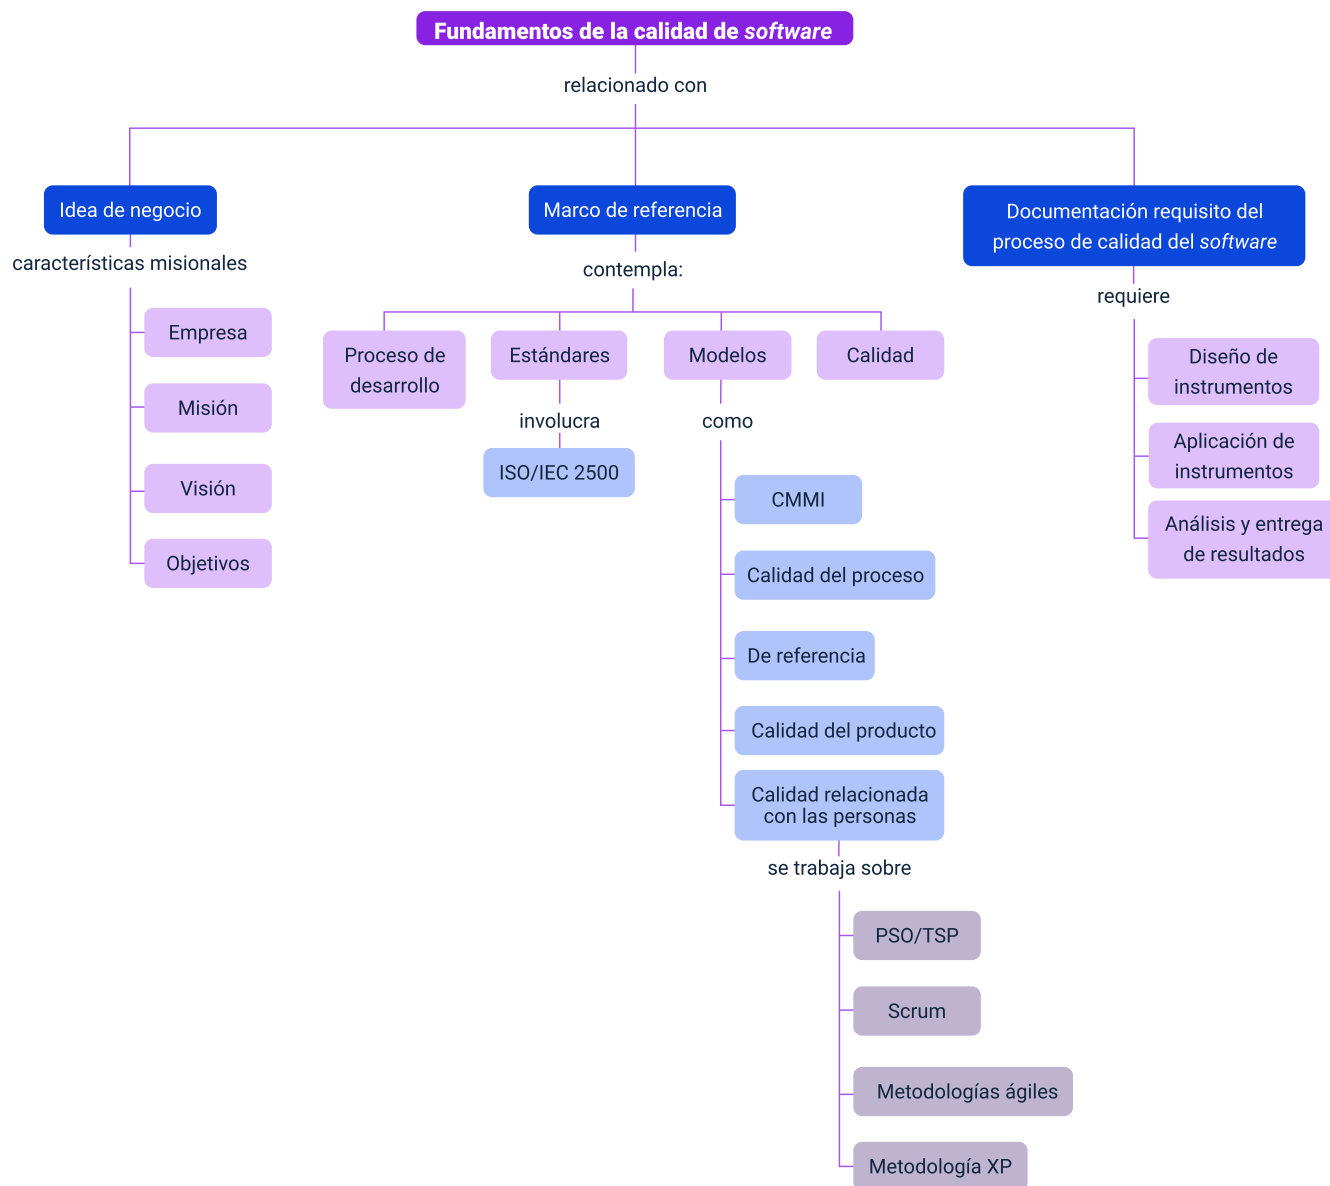 Fundamentos de la calidad de software
relacionado con
Idea de negocio
características misionales
Empresa
Misión
Visión
Objetivos
Marco de referencia
contempla:
Proceso de
desarrollo
Estándares
involucra
ISO/IEC 2500
Modelos
como
CMMI
Calidad del proceso
De referencia
Calidad del producto
Calidad relacionada
con las personas
se trabaja sobre
PSO/TSP
Scrum
Metodologías ágiles
Metodología XP
Calidad
Documentación requisito del
proceso de calidad del software
requiere
Diseño de
instrumentos
Aplicación de
instrumentos
Análisis y entrega
de resultados